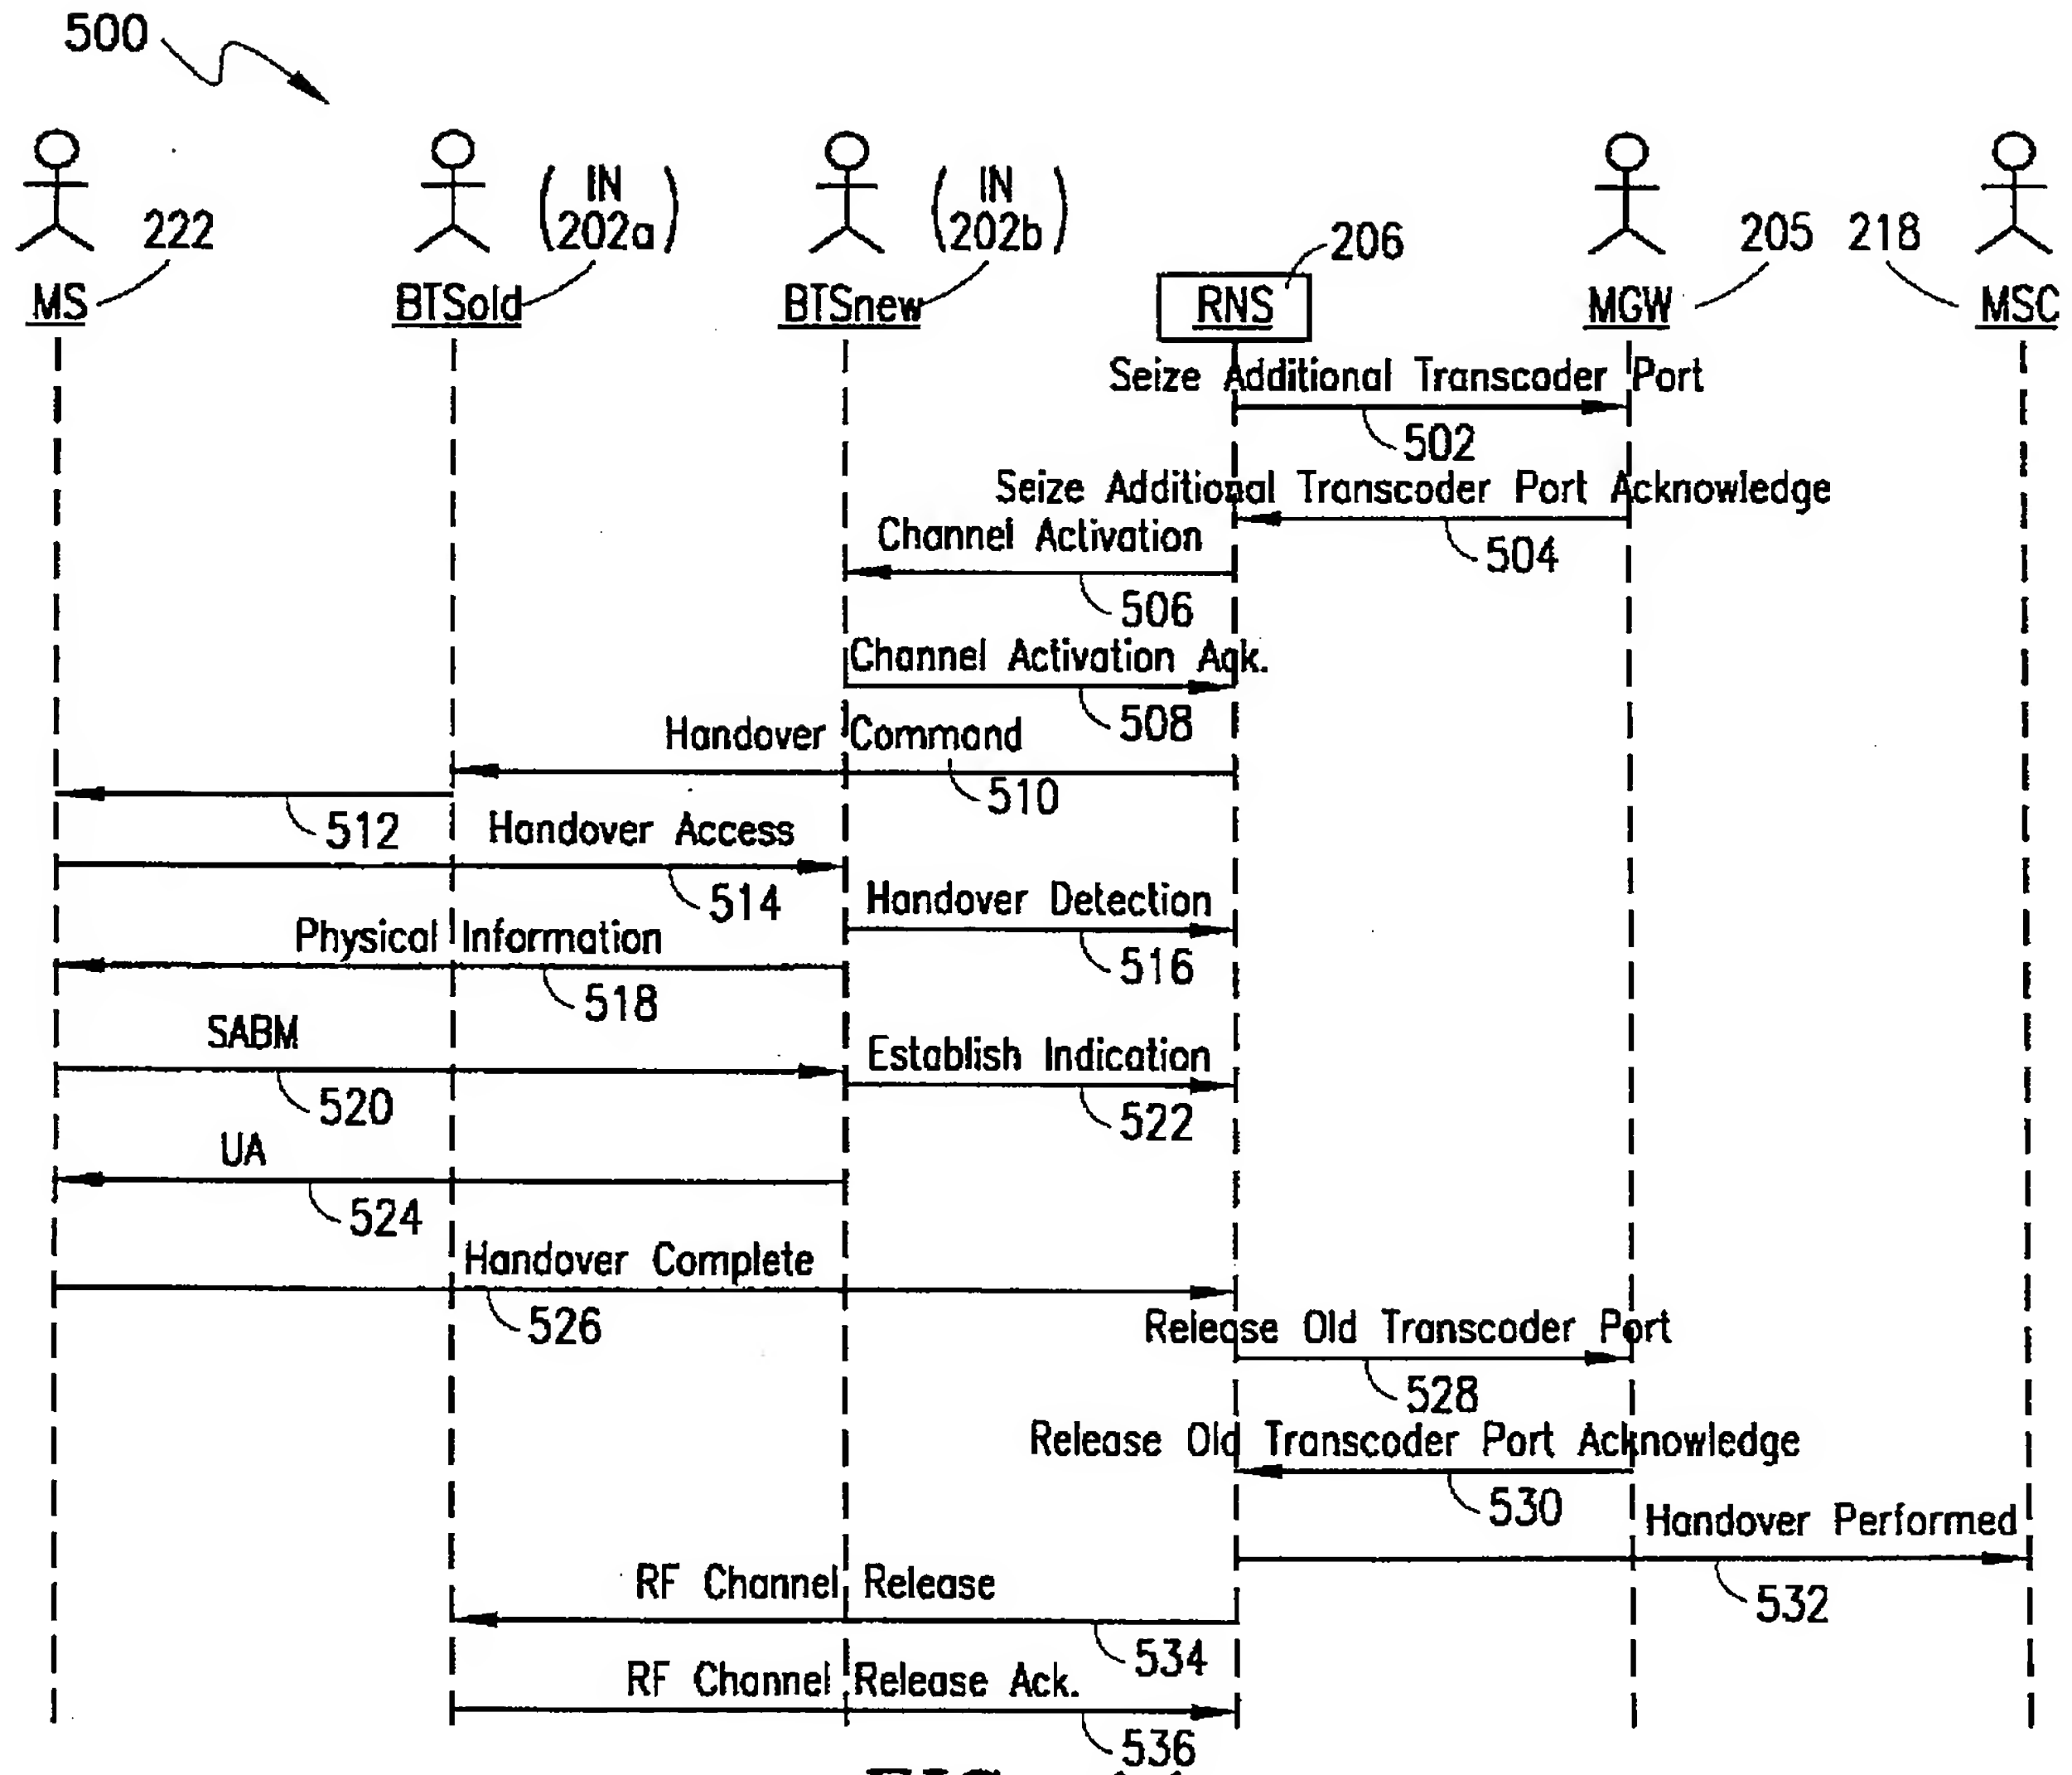 500
( IN ) ( IN )
222 202a 202b 206 205 218
MS BTSold BTSnew RNS MGW MSC
Seize Additional Transcoder Port
502
Seize Additional Transcoder Port Acknowledge
504
Channel Activation
506
Channel Activation Ack.
508
Handover Command
510
512
Handover Access
514
Handover Detection
516
Physical Information
518
SABM
520
Establish Indication
522
UA
524
Handover Complete
526
Release Old Transcoder Port
528
Release Old Transcoder Port Acknowledge
530
Handover Performed
532
RF Channel Release
534
RF Channel Release Ack.
536